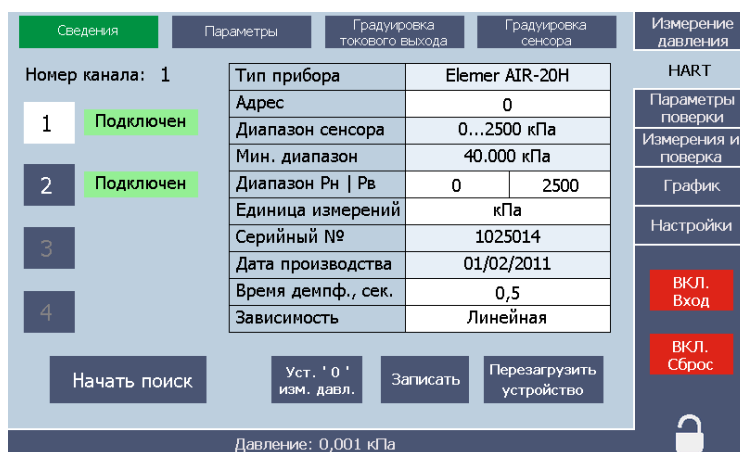 Сведения
Параметры
Градуировка
токового выхода
Градуировка
сенсора
Измерение
давления
HART
Параметры
поверки
Измерения и
поверка
График
Настройки
ВКЛ.
Вход
ВКЛ.
Сброс
Номер канала: 1
1 Подключен
2 Подключен
3
4
Тип прибора Elemer AIR-20H
Адрес 0
Диапазон сенсора 0...2500 кПа
Мин. диапазон 40.000 кПа
Диапазон Рн | Рв 0 2500
Единица измерений кПа
Серийный № 1025014
Дата производства 01/02/2011
Время демпф., сек. 0,5
Зависимость Линейная
Начать поиск
Уст. ' 0 '
изм. давл.
Записать
Перезагрузить
устройство
Давление: 0,001 кПа